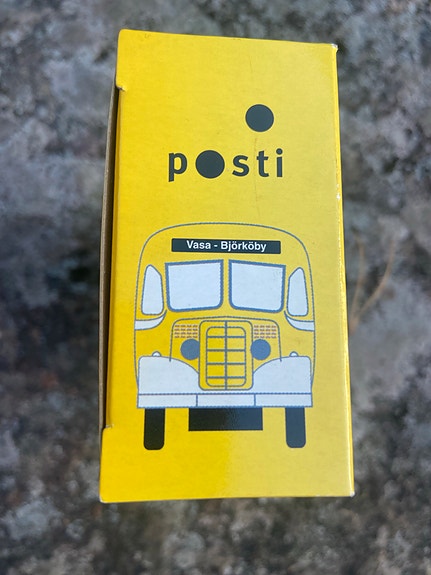 posti
Vasa - Björköby